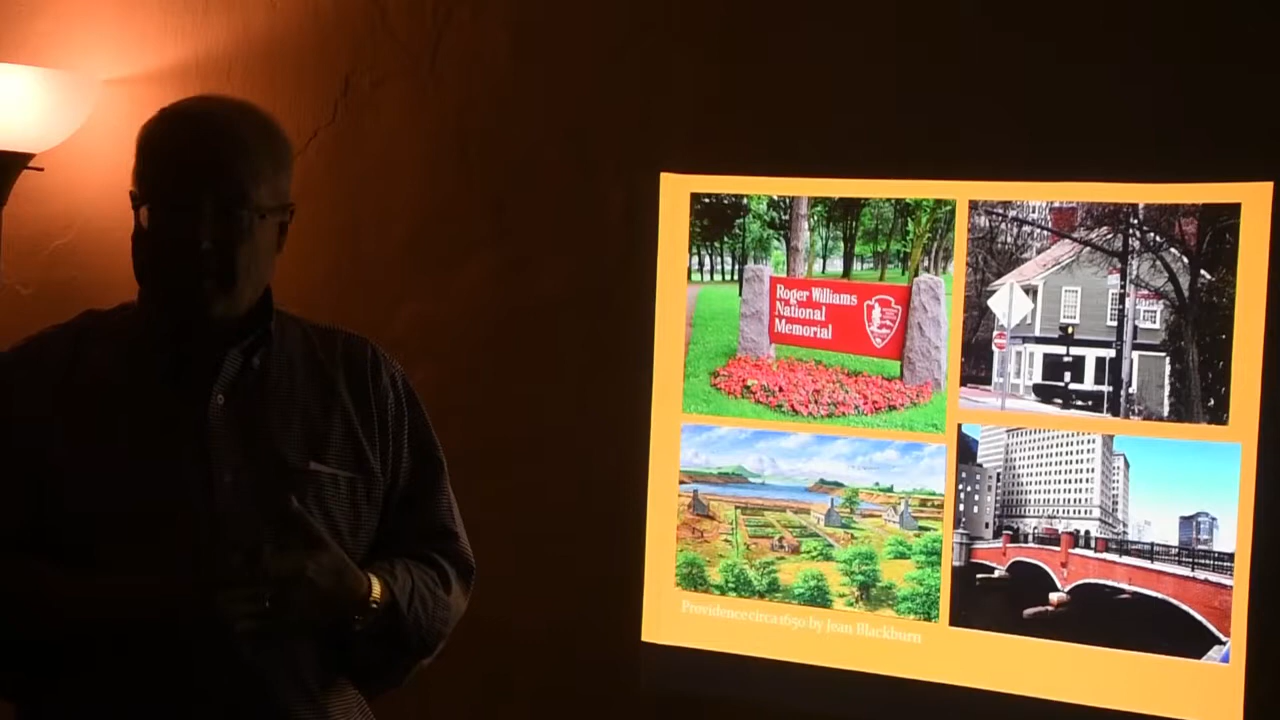 Roger Williams
National
Memorial
Providence circa 1650 by Jean Blackburn